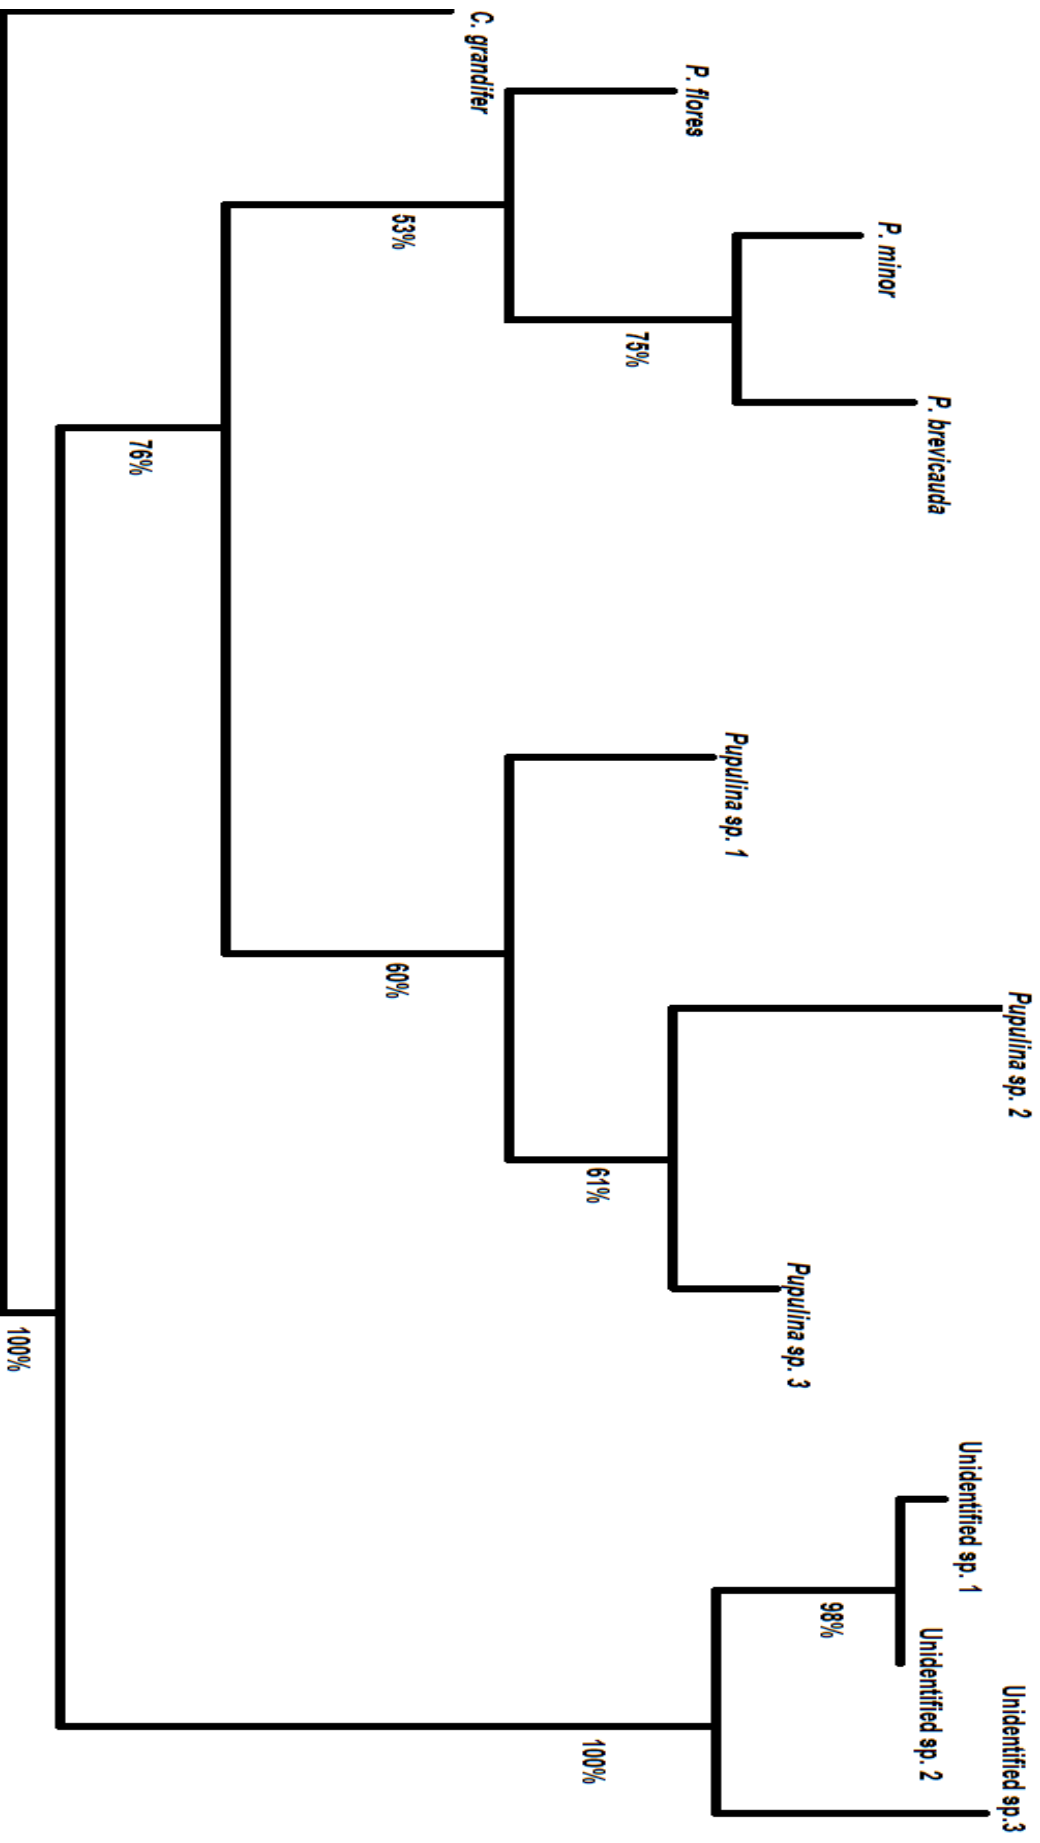 C. grandifer
P. flores
P. minor
P. brevicauda
53%
75%
76%
Pupulina sp. 1
Pupulina sp. 2
60%
61%
Pupulina sp. 3
100%
Unidentified sp. 1
98%
Unidentified sp. 2
Unidentified sp.3
100%